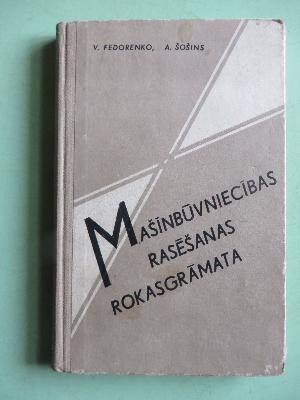 V. FEDORENKO, A. ŠOŠINS
MAŠĪNBŪVNIECĪBAS
RASĒŠANAS
ROKASGRĀMATA